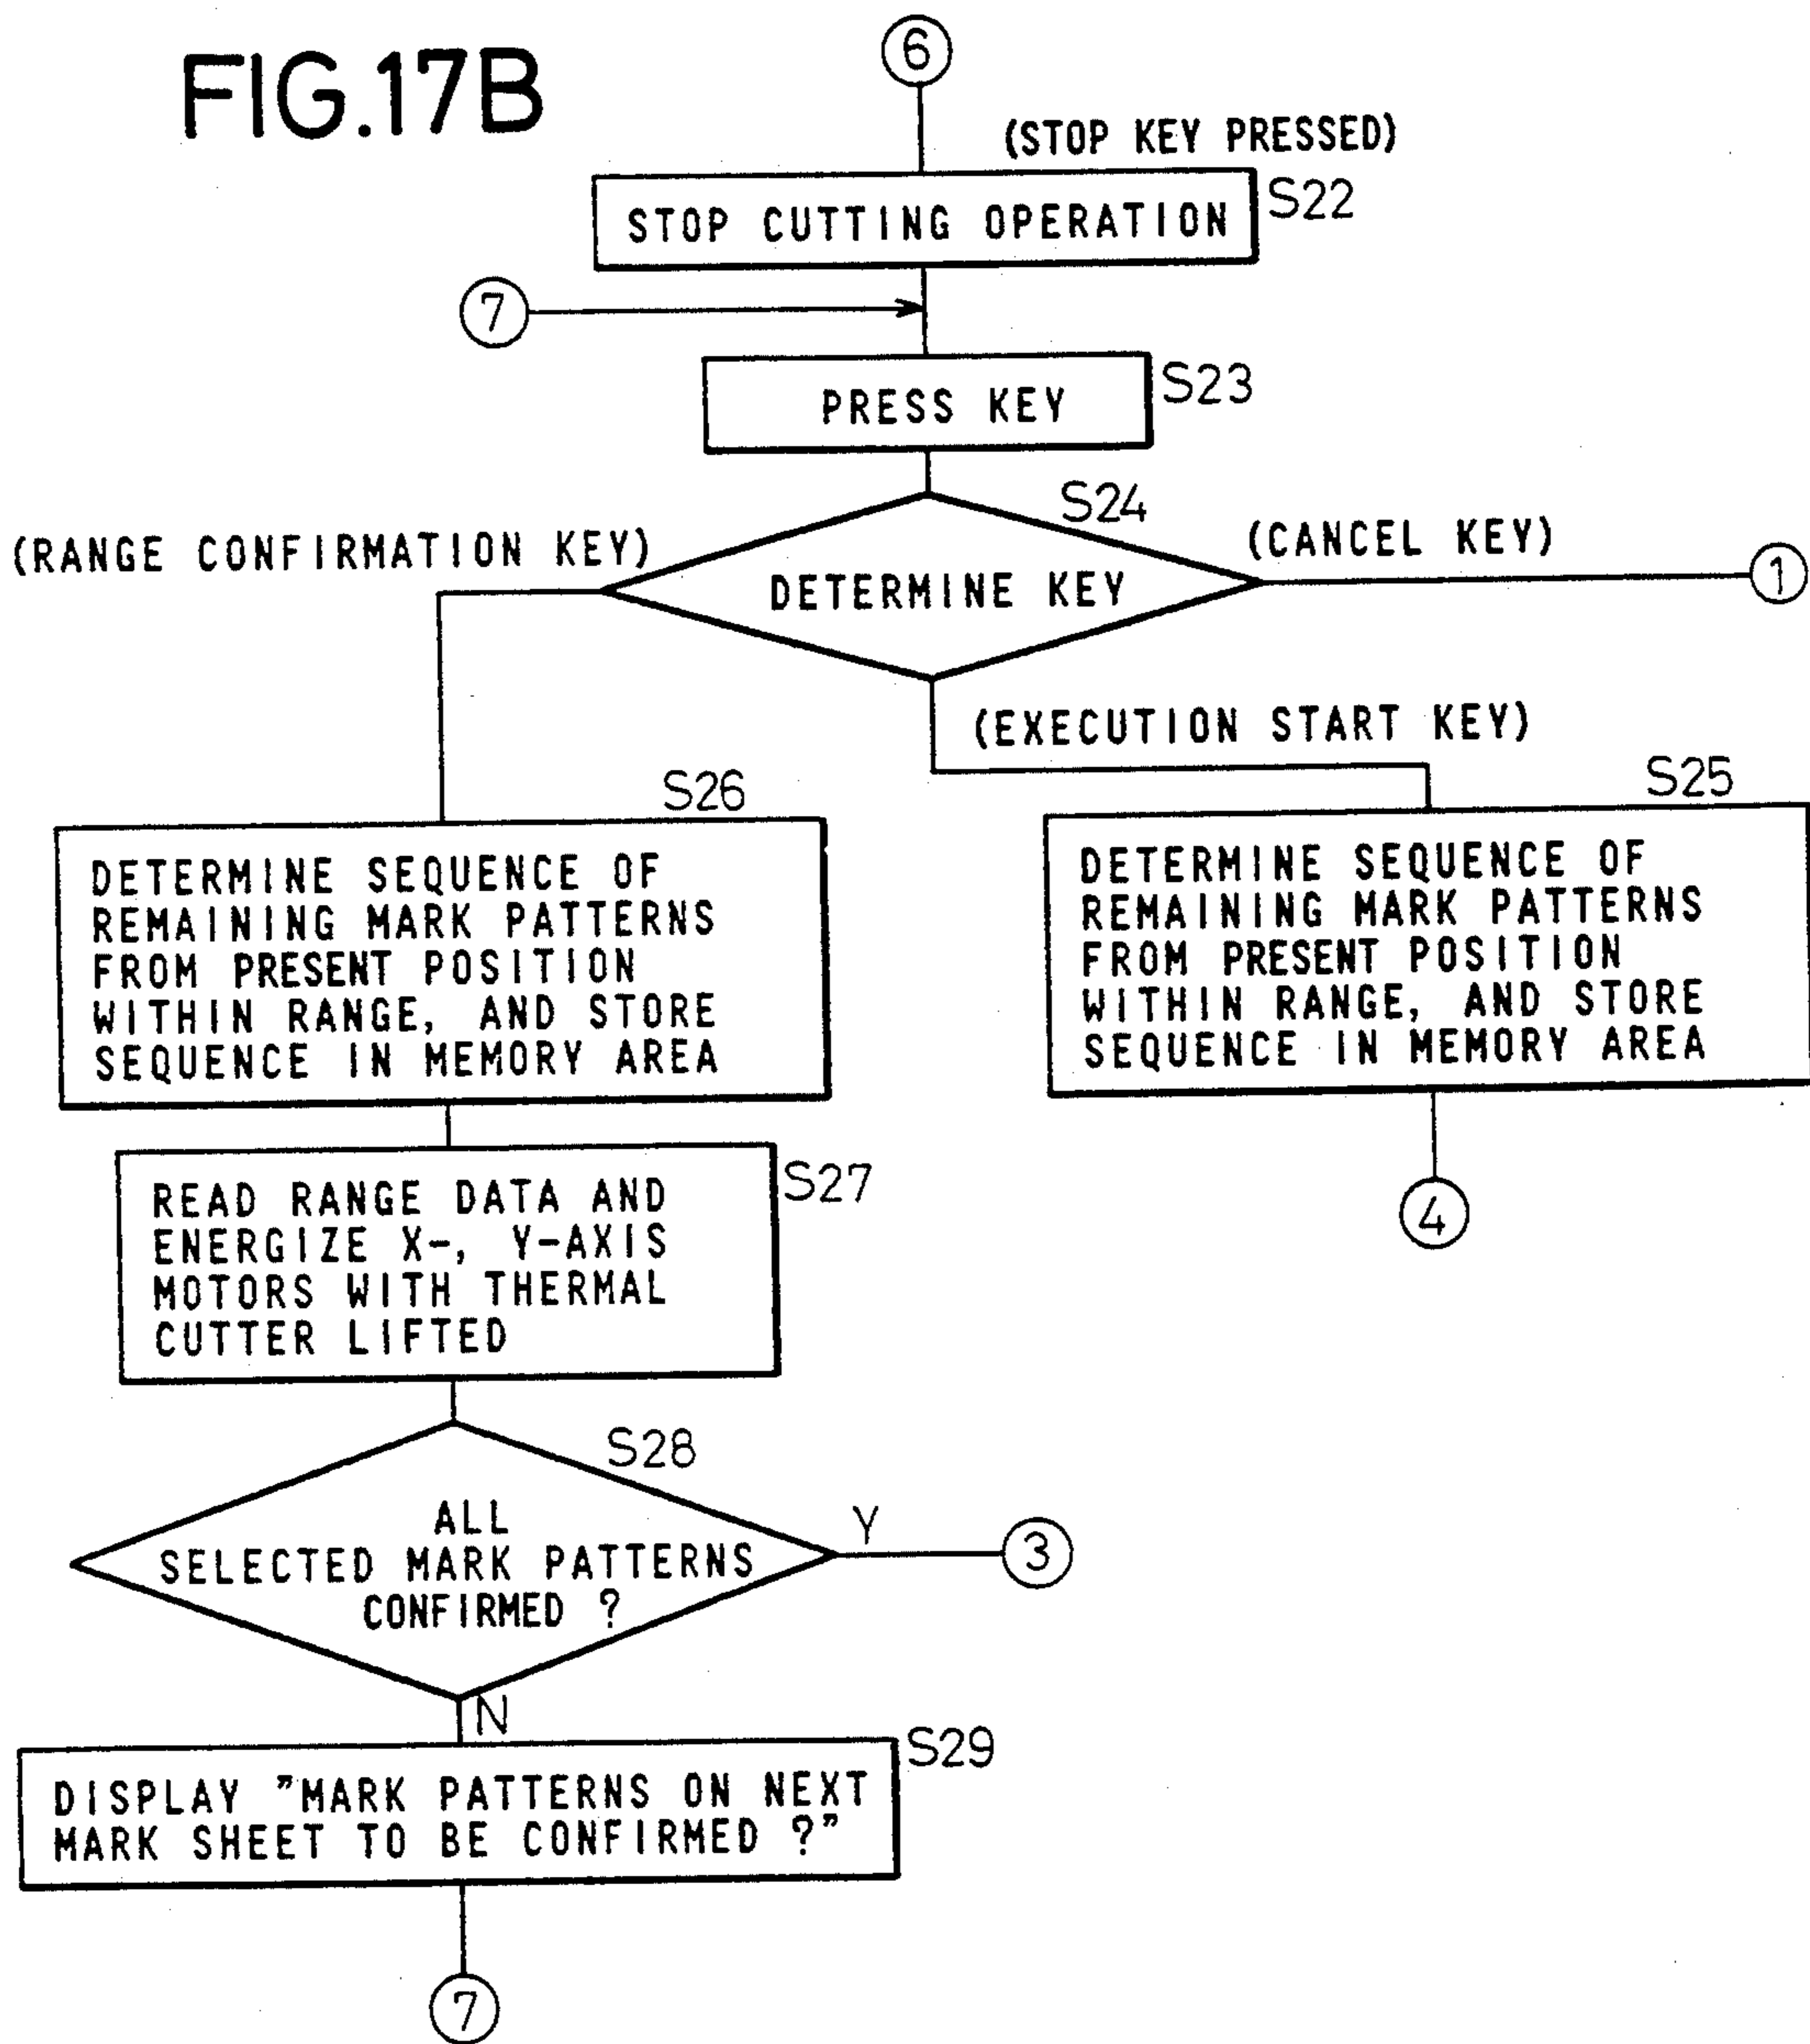 FIG.17B
6
(STOP KEY PRESSED)
STOP CUTTING OPERATION
S22
7
PRESS KEY
S23
S24
(RANGE CONFIRMATION KEY)
(CANCEL KEY)
DETERMINE KEY
1
(EXECUTION START KEY)
S26
S25
DETERMINE SEQUENCE OF
REMAINING MARK PATTERNS
FROM PRESENT POSITION
WITHIN RANGE, AND STORE
SEQUENCE IN MEMORY AREA
DETERMINE SEQUENCE OF
REMAINING MARK PATTERNS
FROM PRESENT POSITION
WITHIN RANGE, AND STORE
SEQUENCE IN MEMORY AREA
4
READ RANGE DATA AND
ENERGIZE X-, Y-AXIS
MOTORS WITH THERMAL
CUTTER LIFTED
S27
S28
ALL
SELECTED MARK PATTERNS
CONFIRMED ?
Y
3
N
S29
DISPLAY "MARK PATTERNS ON NEXT
MARK SHEET TO BE CONFIRMED ?"
7